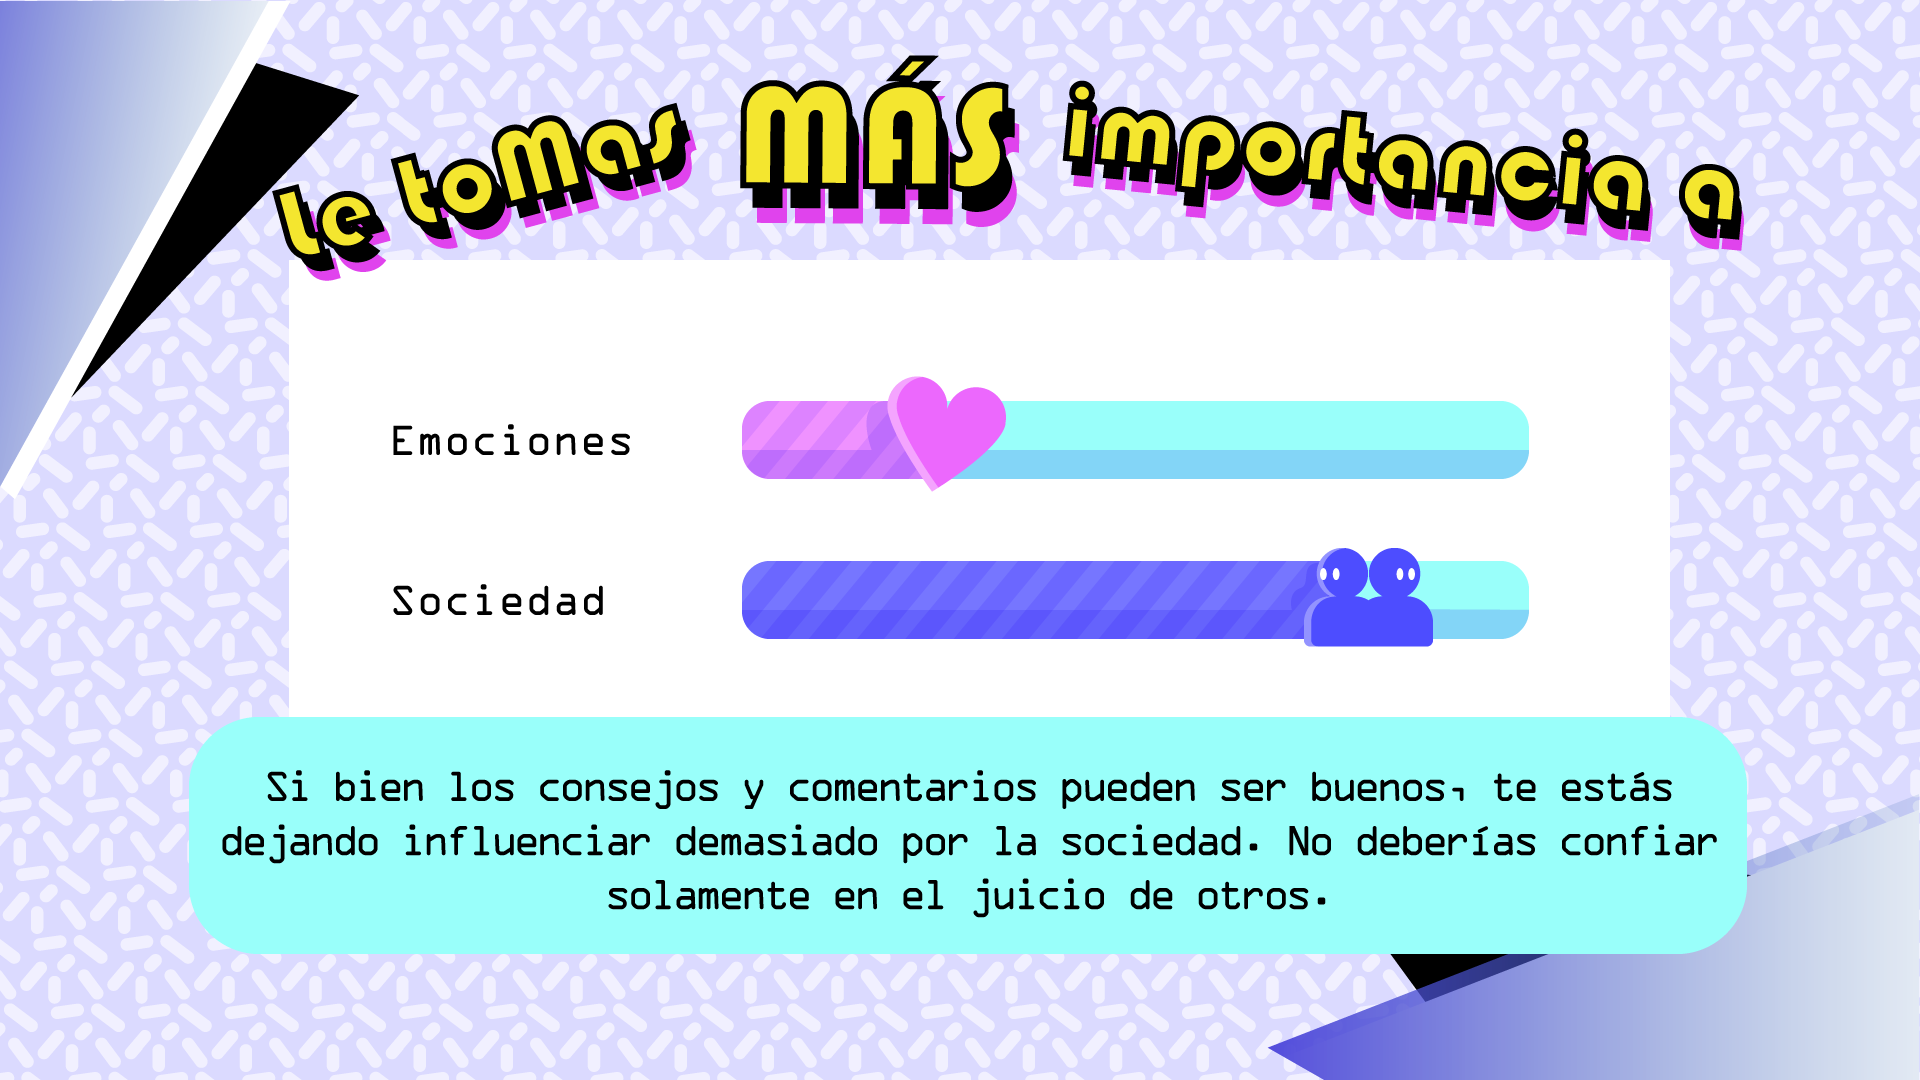 le toMas MÁS importancia a
Emociones
Sociedad
Si bien los consejos y comentarios pueden ser buenos, te estás
dejando influenciar demasiado por la sociedad. No deberías confiar
solamente en el juicio de otros.